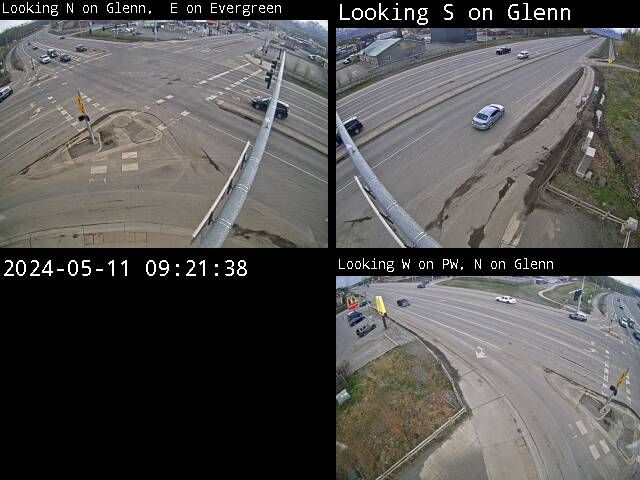 Looking N on Glenn,  E on Evergreen
Looking S on Glenn
2024-05-11 09:21:38
Looking W on PW, N on Glenn